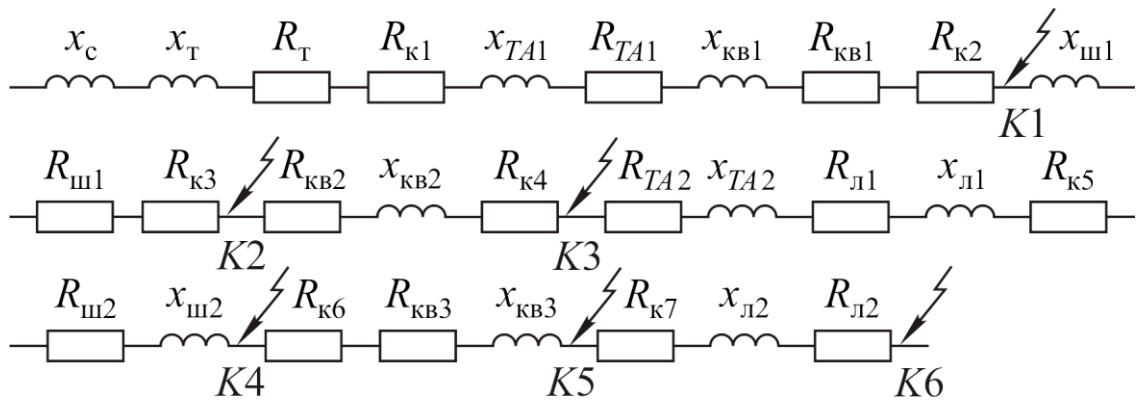 xс xт Rт Rк1 xTA1 RTA1 xкв1 Rкв1 Rк2 xш1
K1
Rш1 Rк3 Rкв2 xкв2 Rк4 RTA2 xTA2 Rл1 xл1 Rк5
K2 K3
Rш2 xш2 Rк6 Rкв3 xкв3 Rк7 xл2 Rл2
K4 K5 K6